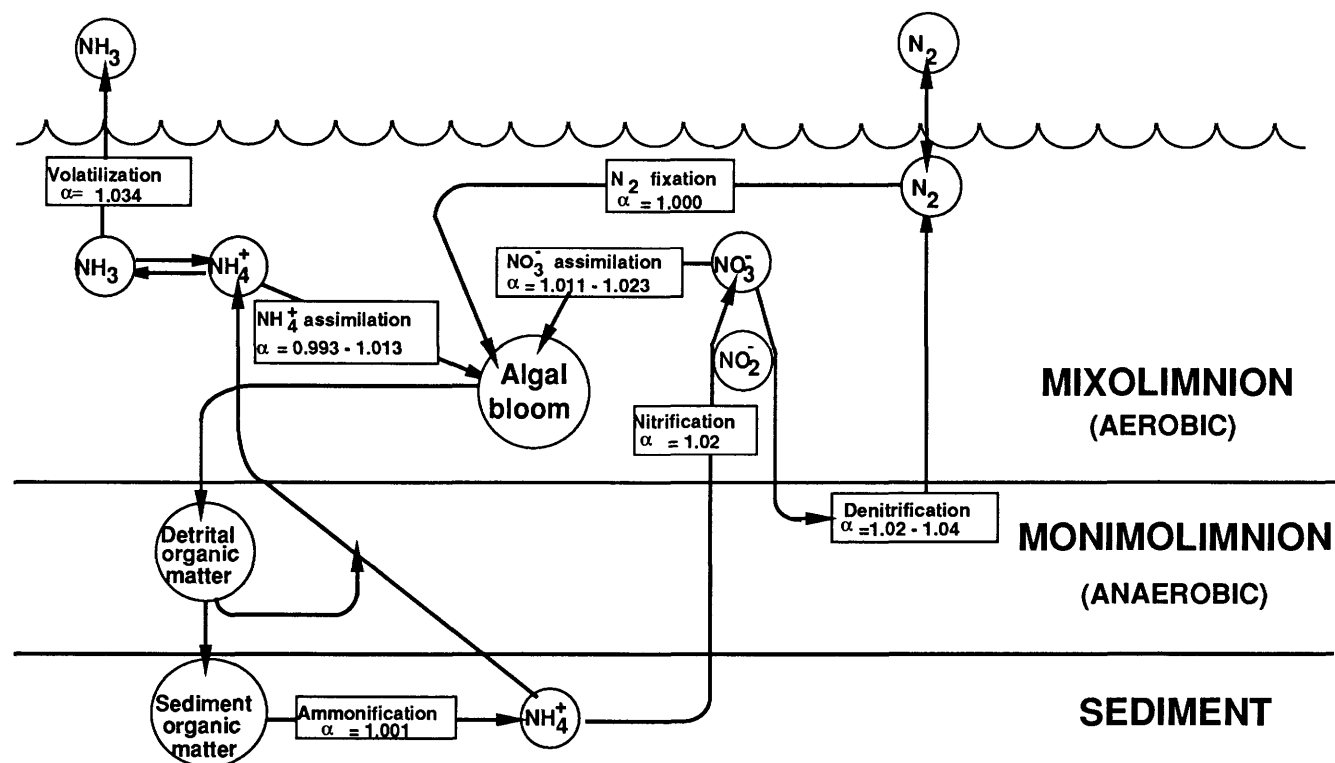 NH3
N2
Volatilization
α= 1.034
N2 fixation
α = 1.000
N2
NH3
NH4+
NO3- assimilation
α = 1.011 - 1.023
NO3-
NH4+ assimilation
α = 0.993 - 1.013
NO2-
Algal
bloom
MIXOLIMNION
(AEROBIC)
Nitrification
α = 1.02
Denitrification
α =1.02 - 1.04
Detrital
organic
matter
MONIMOLIMNION
(ANAEROBIC)
Sediment
organic
matter
Ammonification
α = 1.001
NH4+
SEDIMENT